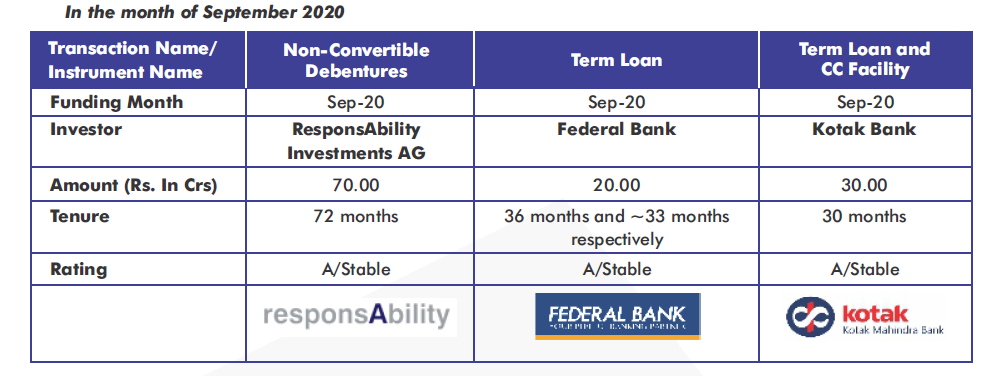 In the month of September 2020
Transaction Name/
Instrument Name
Non-Convertible
Debentures
Term Loan
Term Loan and
CC Facility
Funding Month
Sep-20
Sep-20
Sep-20
Investor
ResponsAbility
Investments AG
Federal Bank
Kotak Bank
Amount (Rs. In Crs)
70.00
20.00
30.00
Tenure
72 months
36 months and ~33 months
respectively
30 months
Rating
A/Stable
A/Stable
A/Stable
responsAbility
FEDERAL BANK
BANKING PARTNER
kotak
Kotak Mahindra Bank